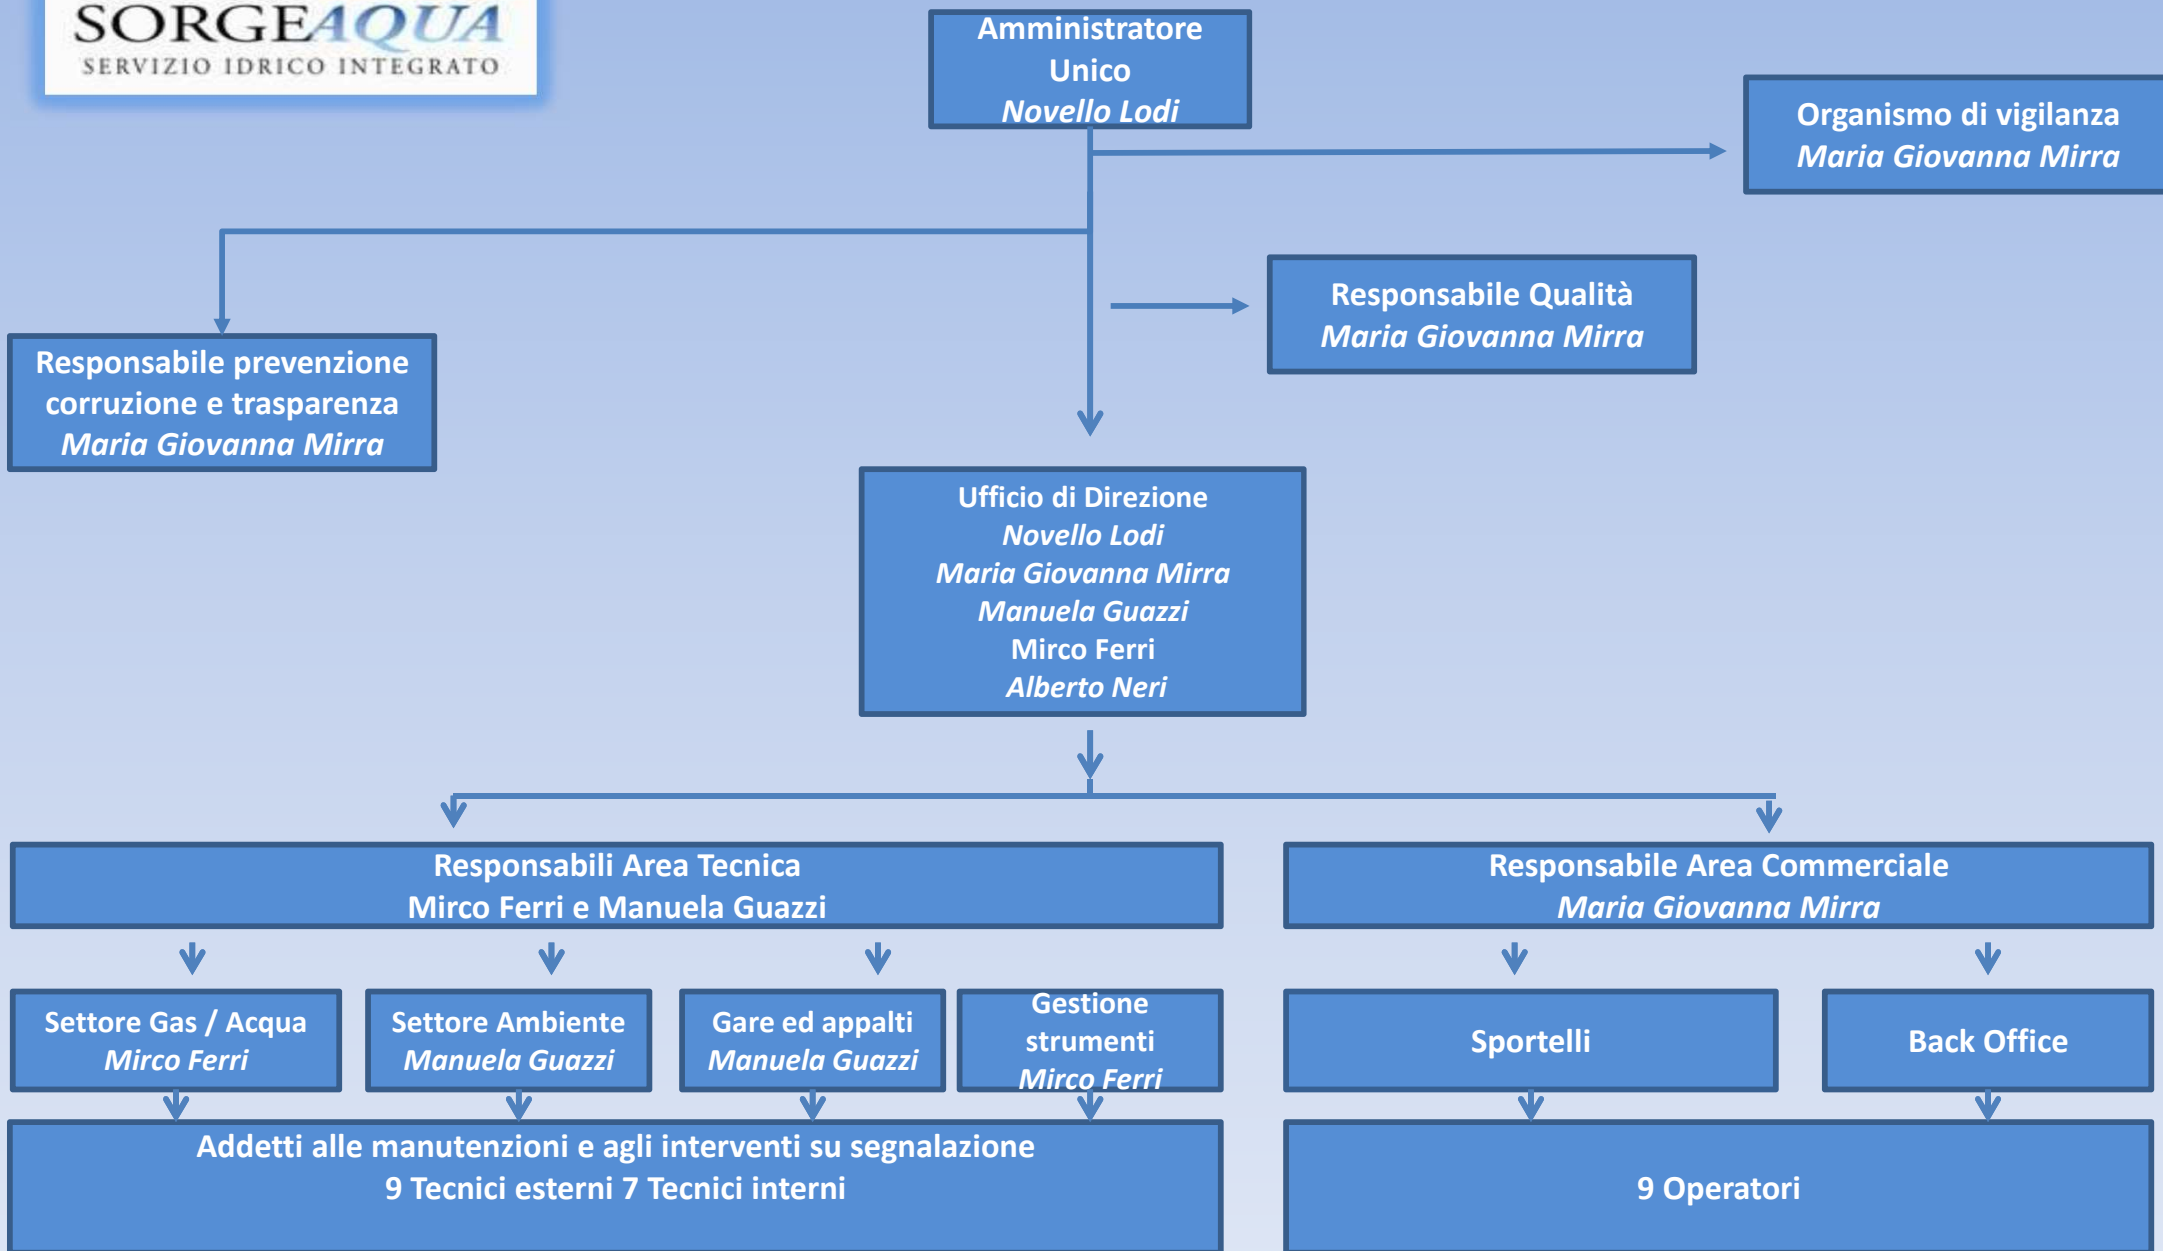 SORGEAQUA
SERVIZIO IDRICO INTEGRATO
Amministratore
Unico
Novello Lodi
Organismo di vigilanza
Maria Giovanna Mirra
Responsabile Qualità
Maria Giovanna Mirra
Responsabile prevenzione
corruzione e trasparenza
Maria Giovanna Mirra
Ufficio di Direzione
Novello Lodi
Maria Giovanna Mirra
Manuela Guazzi
Mirco Ferri
Alberto Neri
Responsabili Area Tecnica
Mirco Ferri e Manuela Guazzi
Responsabile Area Commerciale
Maria Giovanna Mirra
Settore Gas / Acqua
Mirco Ferri
Settore Ambiente
Manuela Guazzi
Gare ed appalti
Manuela Guazzi
Gestione
strumenti
Mirco Ferri
Sportelli
Back Office
Addetti alle manutenzioni e agli interventi su segnalazione
9 Tecnici esterni 7 Tecnici interni
9 Operatori